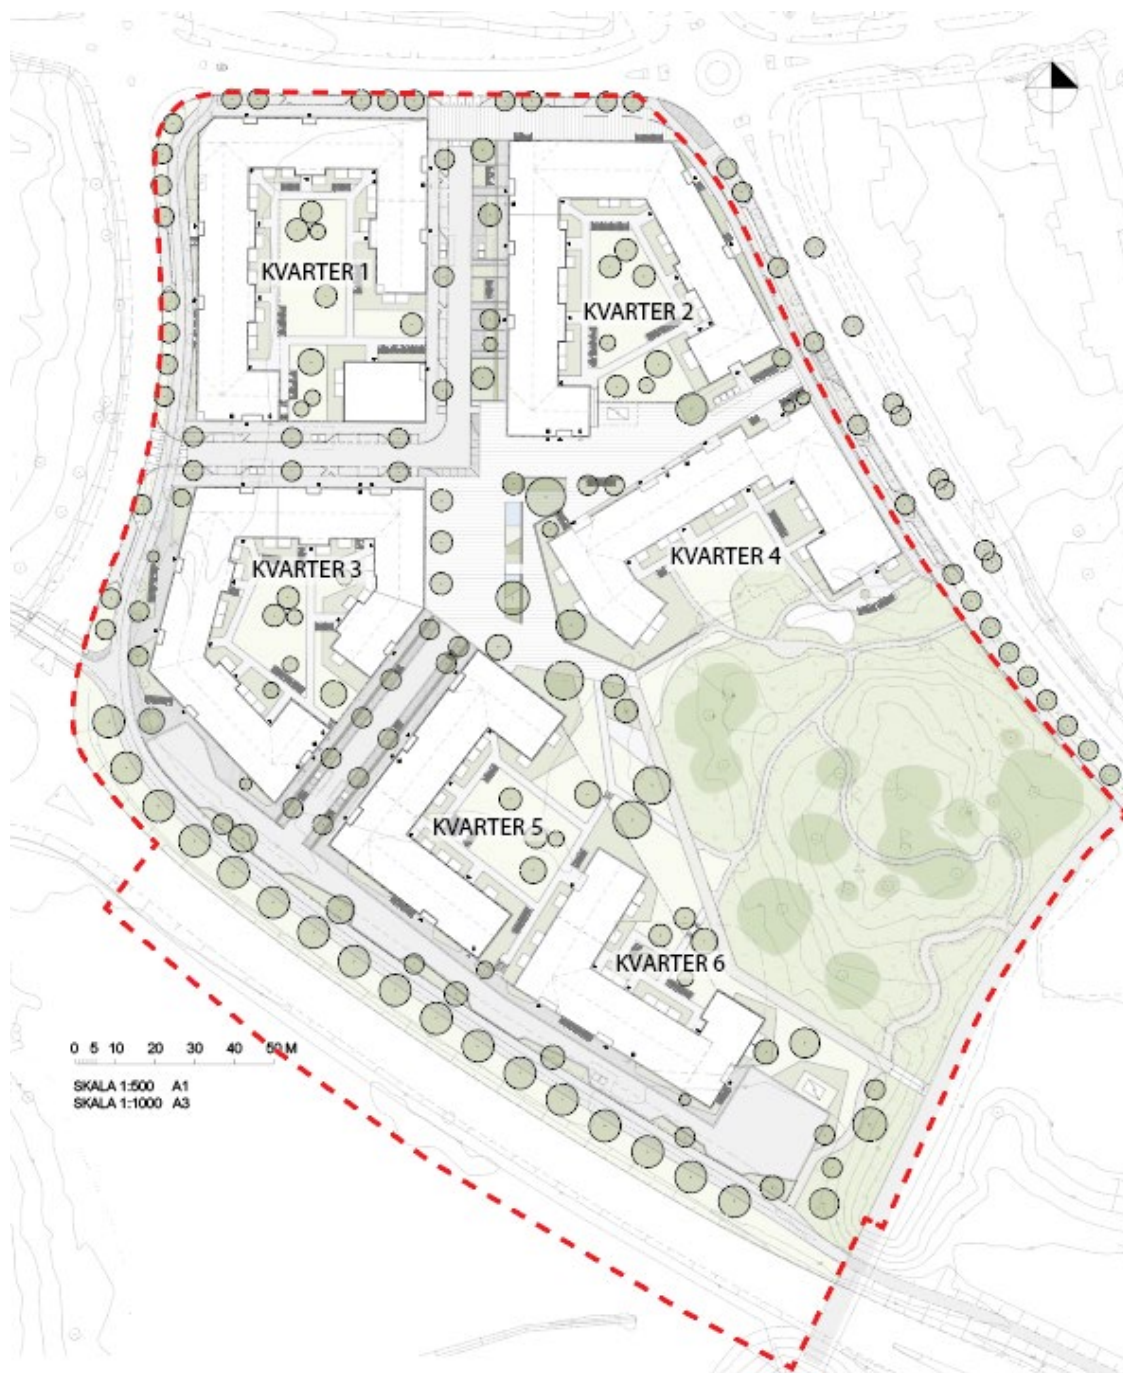 KVARTER 1
KVARTER 2
KVARTER 3
KVARTER 4
KVARTER 5
KVARTER 6
0 5 10 20 30 40 50 M
SKALA 1:500 A1
SKALA 1:1000 A3